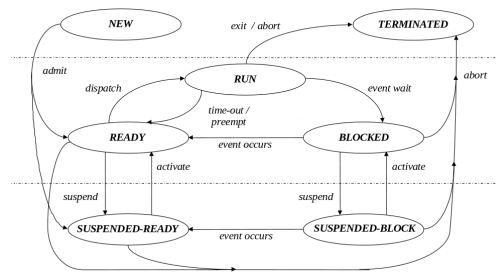 NEW
exit / abort
TERMINATED
admit
dispatch
RUN
event wait
abort
time-out /
preempt
READY
event occurs
BLOCKED
activate
activate
suspend
suspend
SUSPENDED-READY
event occurs
SUSPENDED-BLOCK